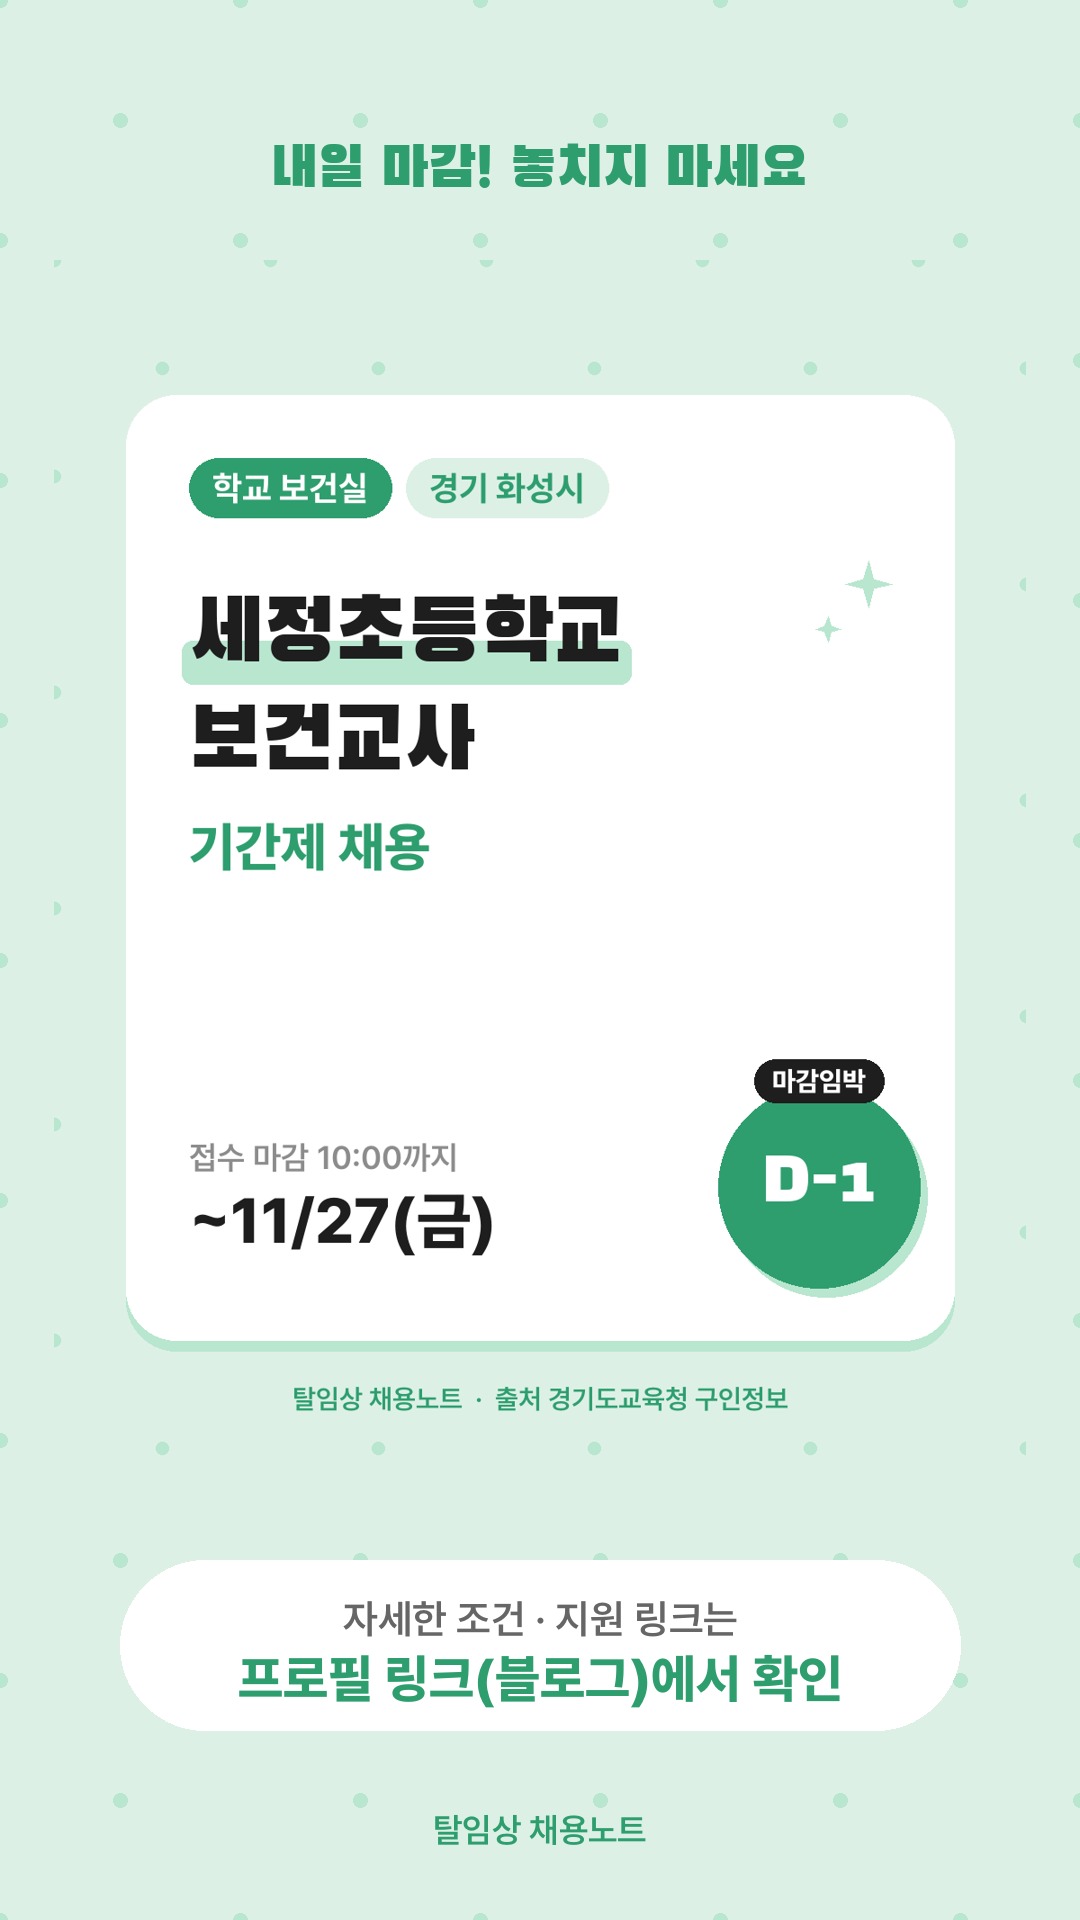 내일 마감! 놓치지 마세요
학교 보건실
경기 화성시
세정초등학교
보건교사
기간제 채용
마감임박
D-1
접수 마감 10:00까지
~11/27(금)
탈임상 채용노트 · 출처 경기도교육청 구인정보
자세한 조건 · 지원 링크는
프로필 링크(블로그)에서 확인
탈임상 채용노트